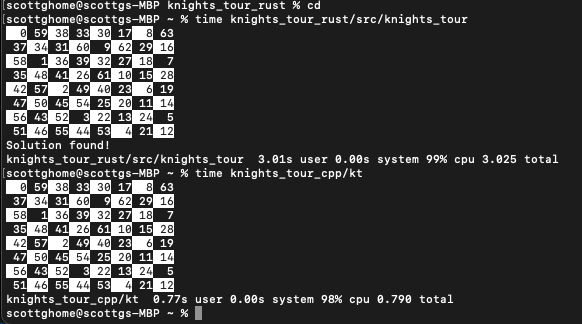 scottghome@scottgs-MBP knights_tour_rust % cd
[scottghome@scottgs-MBP ~ % time knights_tour_rust/src/knights_tour
0 59 38 33 30 17 8 63
37 34 31 60 9 62 29 16
58 1 36 39 32 27 18 7
35 48 41 26 61 10 15 28
42 57 2 49 40 23 6 19
47 50 45 54 25 20 11 14
56 43 52 3 22 13 24 5
51 46 55 44 53 4 21 12
Solution found!
knights_tour_rust/src/knights_tour 3.01s user 0.00s system 99% cpu 3.025 total
[scottghome@scottgs-MBP ~ % time knights_tour_cpp/kt
0 59 38 33 30 17 8 63
37 34 31 60 9 62 29 16
58 1 36 39 32 27 18 7
35 48 41 26 61 10 15 28
42 57 2 49 40 23 6 19
47 50 45 54 25 20 11 14
56 43 52 3 22 13 24 5
51 46 55 44 53 4 21 12
knights_tour_cpp/kt 0.77s user 0.00s system 98% cpu 0.790 total
scottghome@scottgs-MBP ~ %